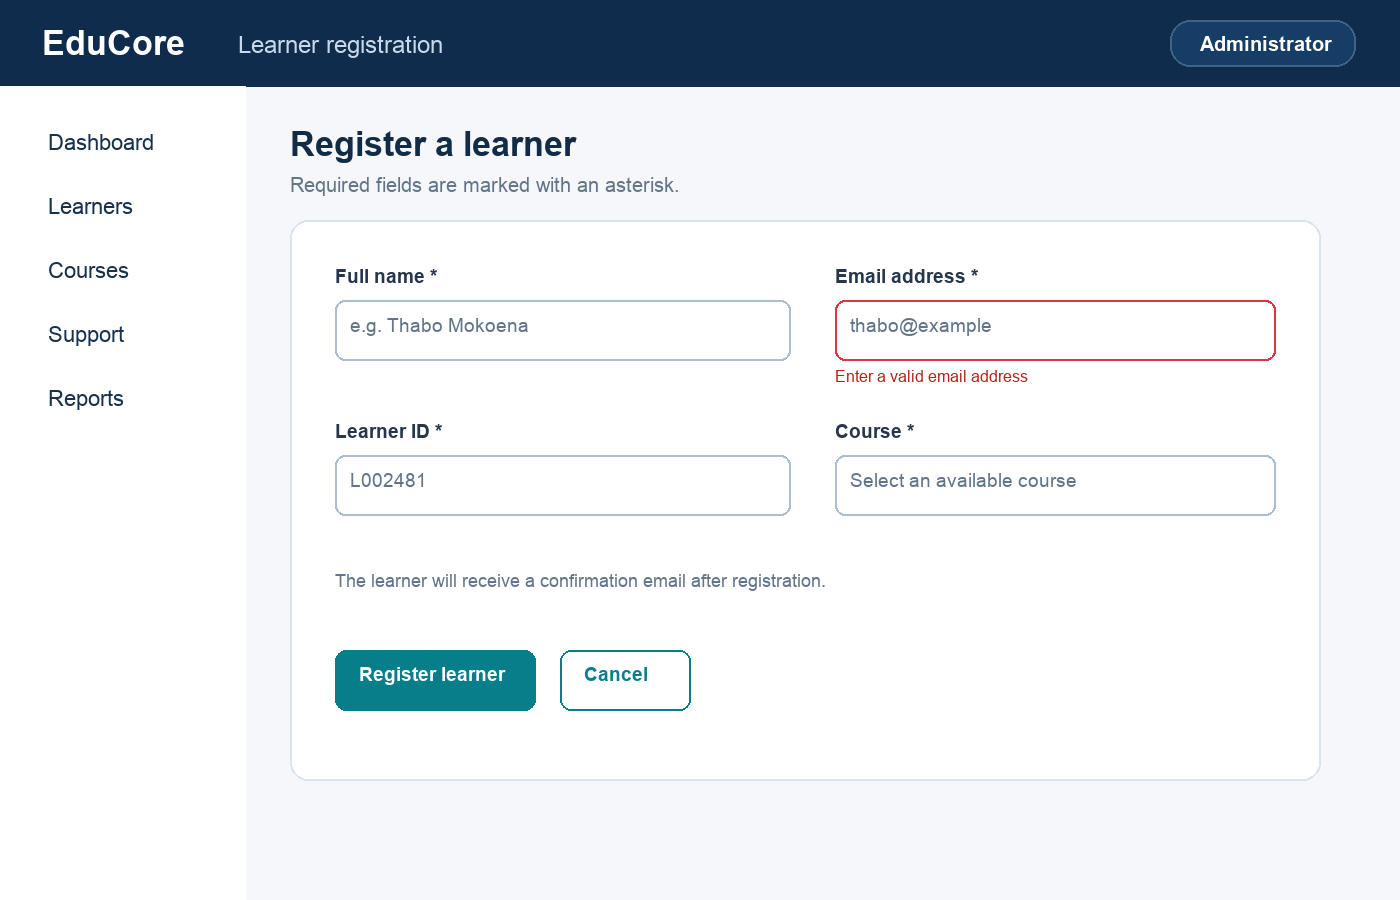 EduCore
Learner registration
Administrator
Dashboard
Learners
Courses
Support
Reports
Register a learner
Required fields are marked with an asterisk.
Full name *
e.g. Thabo Mokoena
Email address *
thabo@example
Enter a valid email address
Learner ID *
L002481
Course *
Select an available course
The learner will receive a confirmation email after registration.
Register learner
Cancel